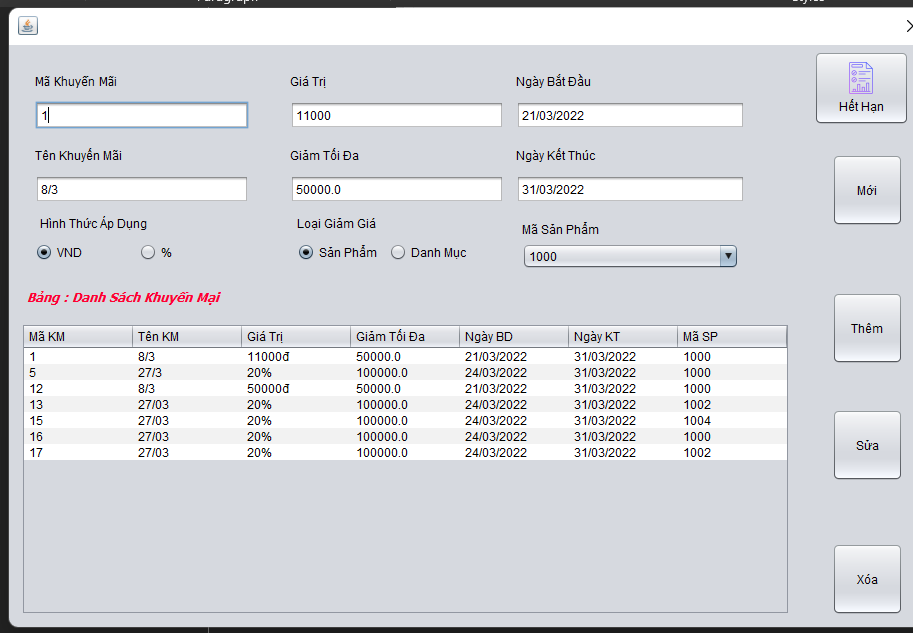 Mã Khuyến Mãi Giá Trị Ngày Bắt Đầu
1 11000 21/03/2022
Hết Hạn
Tên Khuyến Mãi Giảm Tối Đa Ngày Kết Thúc
8/3 50000.0 31/03/2022
Mới
Hình Thức Áp Dụng Loại Giảm Giá Mã Sản Phẩm
VND % Sản Phẩm Danh Mục 1000
Bảng : Danh Sách Khuyến Mại
Thêm
Mã KM Tên KM Giá Trị Giảm Tối Đa Ngày BD Ngày KT Mã SP
1 8/3 11000đ 50000.0 21/03/2022 31/03/2022 1000
5 27/3 20% 100000.0 24/03/2022 31/03/2022 1000
12 8/3 50000đ 50000.0 21/03/2022 31/03/2022 1000
13 27/03 20% 100000.0 24/03/2022 31/03/2022 1002
15 27/03 20% 100000.0 24/03/2022 31/03/2022 1004
16 27/03 20% 100000.0 24/03/2022 31/03/2022 1000
17 27/03 20% 100000.0 24/03/2022 31/03/2022 1002
Sửa
Xóa